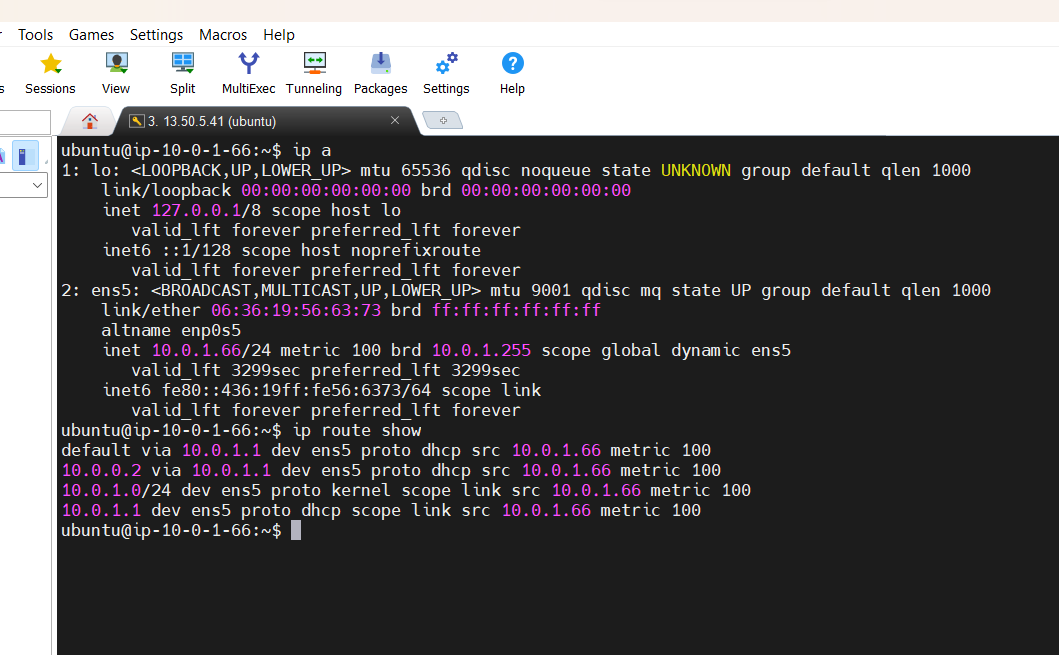 Tools Games Settings Macros Help
Sessions View Split MultiExec Tunneling Packages Settings Help
3. 13.50.5.41 (ubuntu)
ubuntu@ip-10-0-1-66:~$ ip a
1: lo: <LOOPBACK,UP,LOWER_UP> mtu 65536 qdisc noqueue state UNKNOWN group default qlen 1000
    link/loopback 00:00:00:00:00:00 brd 00:00:00:00:00:00
    inet 127.0.0.1/8 scope host lo
       valid_lft forever preferred_lft forever
    inet6 ::1/128 scope host noprefixroute
       valid_lft forever preferred_lft forever
2: ens5: <BROADCAST,MULTICAST,UP,LOWER_UP> mtu 9001 qdisc mq state UP group default qlen 1000
    link/ether 06:36:19:56:63:73 brd ff:ff:ff:ff:ff:ff
    altname enp0s5
    inet 10.0.1.66/24 metric 100 brd 10.0.1.255 scope global dynamic ens5
       valid_lft 3299sec preferred_lft 3299sec
    inet6 fe80::436:19ff:fe56:6373/64 scope link
       valid_lft forever preferred_lft forever
ubuntu@ip-10-0-1-66:~$ ip route show
default via 10.0.1.1 dev ens5 proto dhcp src 10.0.1.66 metric 100
10.0.0.2 via 10.0.1.1 dev ens5 proto dhcp src 10.0.1.66 metric 100
10.0.1.0/24 dev ens5 proto kernel scope link src 10.0.1.66 metric 100
10.0.1.1 dev ens5 proto dhcp scope link src 10.0.1.66 metric 100
ubuntu@ip-10-0-1-66:~$